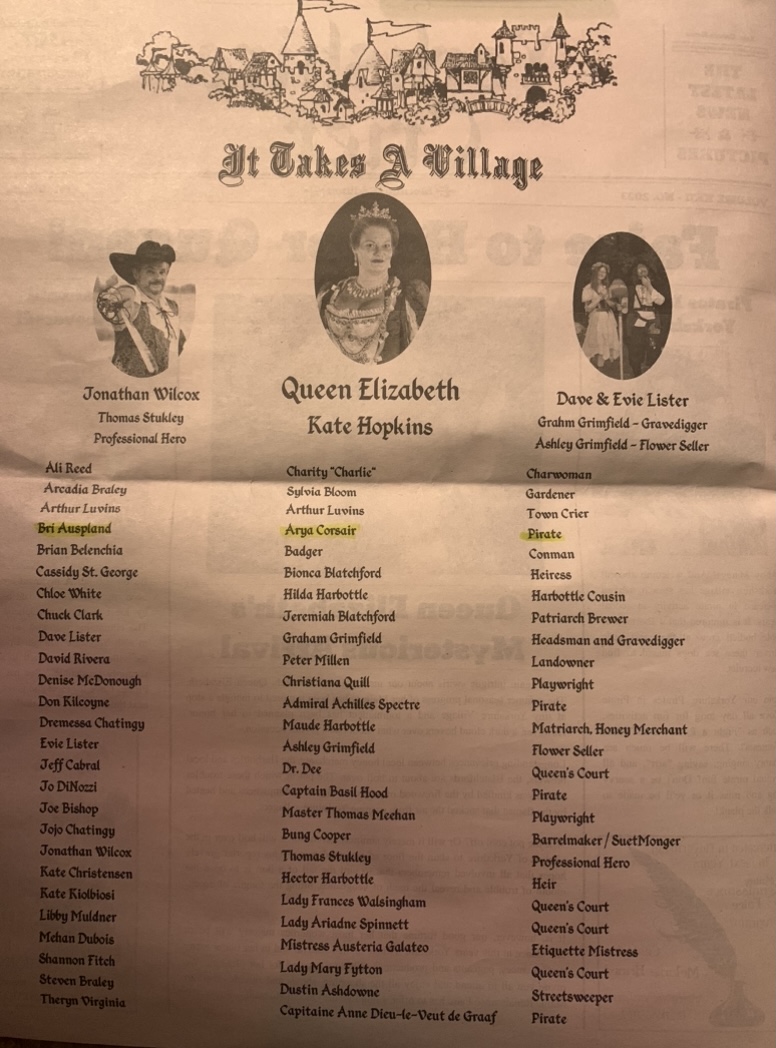 It Takes A Village
Jonathan Wilcox
Thomas Stukley
Professional Hero
Queen Elizabeth
Kate Hopkins
Dave & Evie Lister
Grahm Grimfield - Gravedigger
Ashley Grimfield - Flower Seller
Ali Reed Charity "Charlie" Charwoman
Arcadia Braley Sylvia Bloom Gardener
Arthur Luvins Arthur Luvins Town Crier
Bri Auspland Arya Corsair Pirate
Brian Belenchia Badger Conman
Cassidy St. George Bionca Blatchford Heiress
Chloe White Hilda Harbottle Harbottle Cousin
Chuck Clark Jeremiah Blatchford Patriarch Brewer
Dave Lister Graham Grimfield Headsman and Gravedigger
David Rivera Peter Millen Landowner
Denise McDonough Christiana Quill Playwright
Don Kilcoyne Admiral Achilles Spectre Pirate
Dremessa Chatingy Maude Harbottle Matriarch, Honey Merchant
Evie Lister Ashley Grimfield Flower Seller
Jeff Cabral Dr. Dee Queen's Court
Jo DiNozzi Captain Basil Hood Pirate
Joe Bishop Master Thomas Meehan Playwright
Jojo Chatingy Bung Cooper Barrelmaker / SuetMonger
Jonathan Wilcox Thomas Stukley Professional Hero
Kate Christensen Hector Harbottle Heir
Kate Kiolbiosi Lady Frances Walsingham Queen's Court
Libby Muldner Lady Ariadne Spinnett Queen's Court
Mehan Dubois Mistress Austeria Galateo Etiquette Mistress
Shannon Fitch Lady Mary Fytton Queen's Court
Steven Braley Dustin Ashdowne Streetsweeper
Theryn Virginia Capitaine Anne Dieu-le-Veut de Graaf Pirate